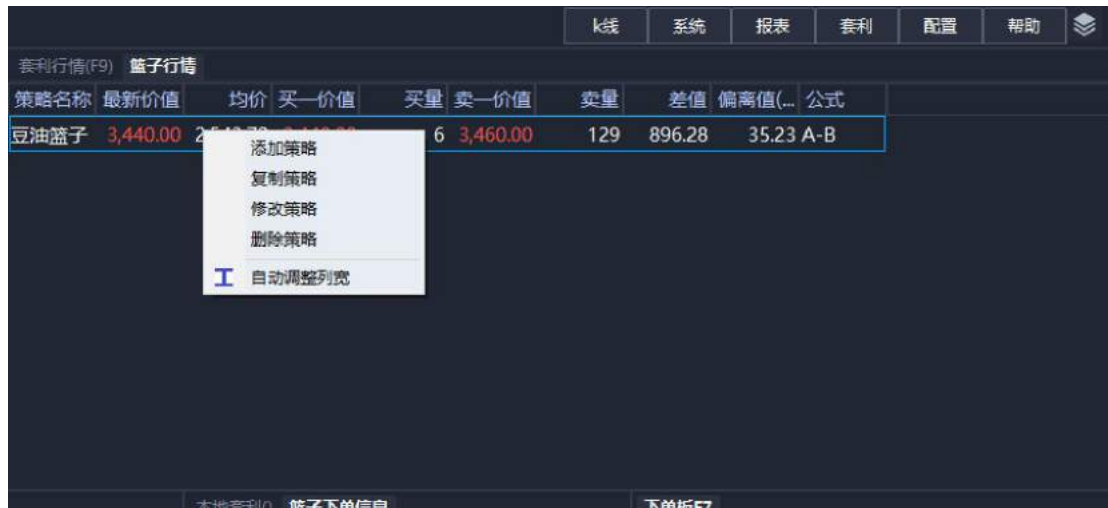 k线 系统 报表 套利 配置 帮助
套利行情(F9) 篮子行情
策略名称 最新价值 均价 买一价值 买量 卖一价值 卖量 差值 偏离值(... 公式
豆油篮子 3,440.00 6 3,460.00 129 896.28 35.23 A-B
添加策略
复制策略
修改策略
删除策略
自动调整列宽
篮子下单信息 下单板F7